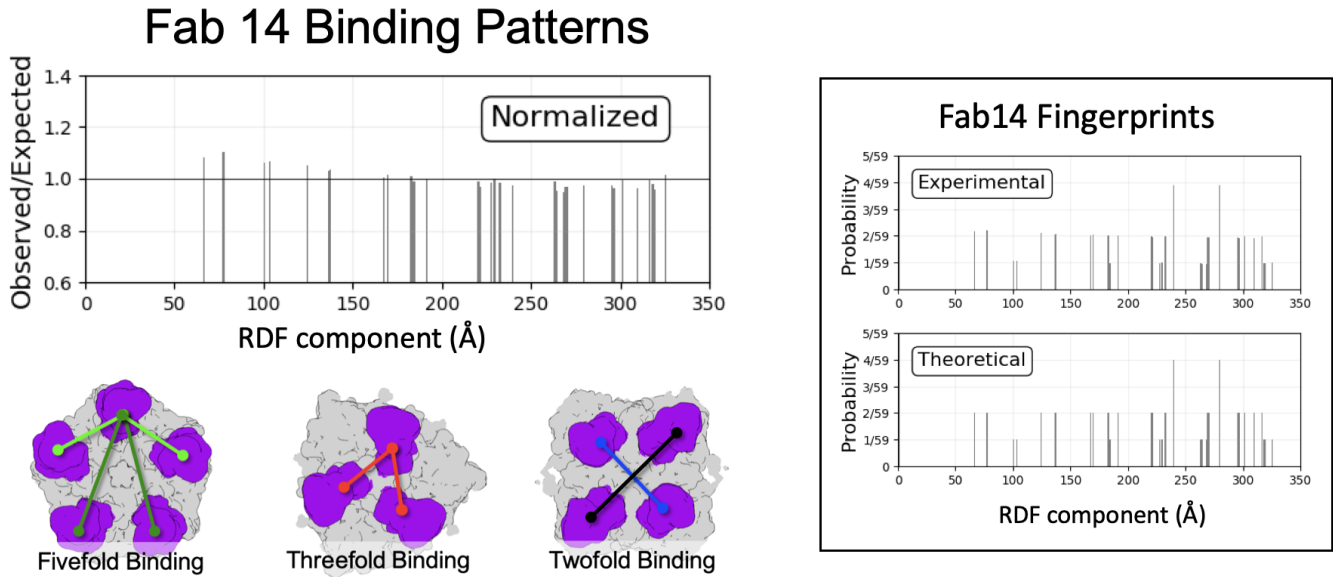 Fab 14 Binding Patterns
Observed/Expected
1.4
1.2
1.0
0.8
0.6
Normalized
0 50 100 150 200 250 300 350
RDF component (Å)
Fivefold Binding
Threefold Binding
Twofold Binding
Fab14 Fingerprints
Probability
5/59
4/59
3/59
2/59
1/59
0
Experimental
0 50 100 150 200 250 300 350
Probability
5/59
4/59
3/59
2/59
1/59
0
Theoretical
0 50 100 150 200 250 300 350
RDF component (Å)